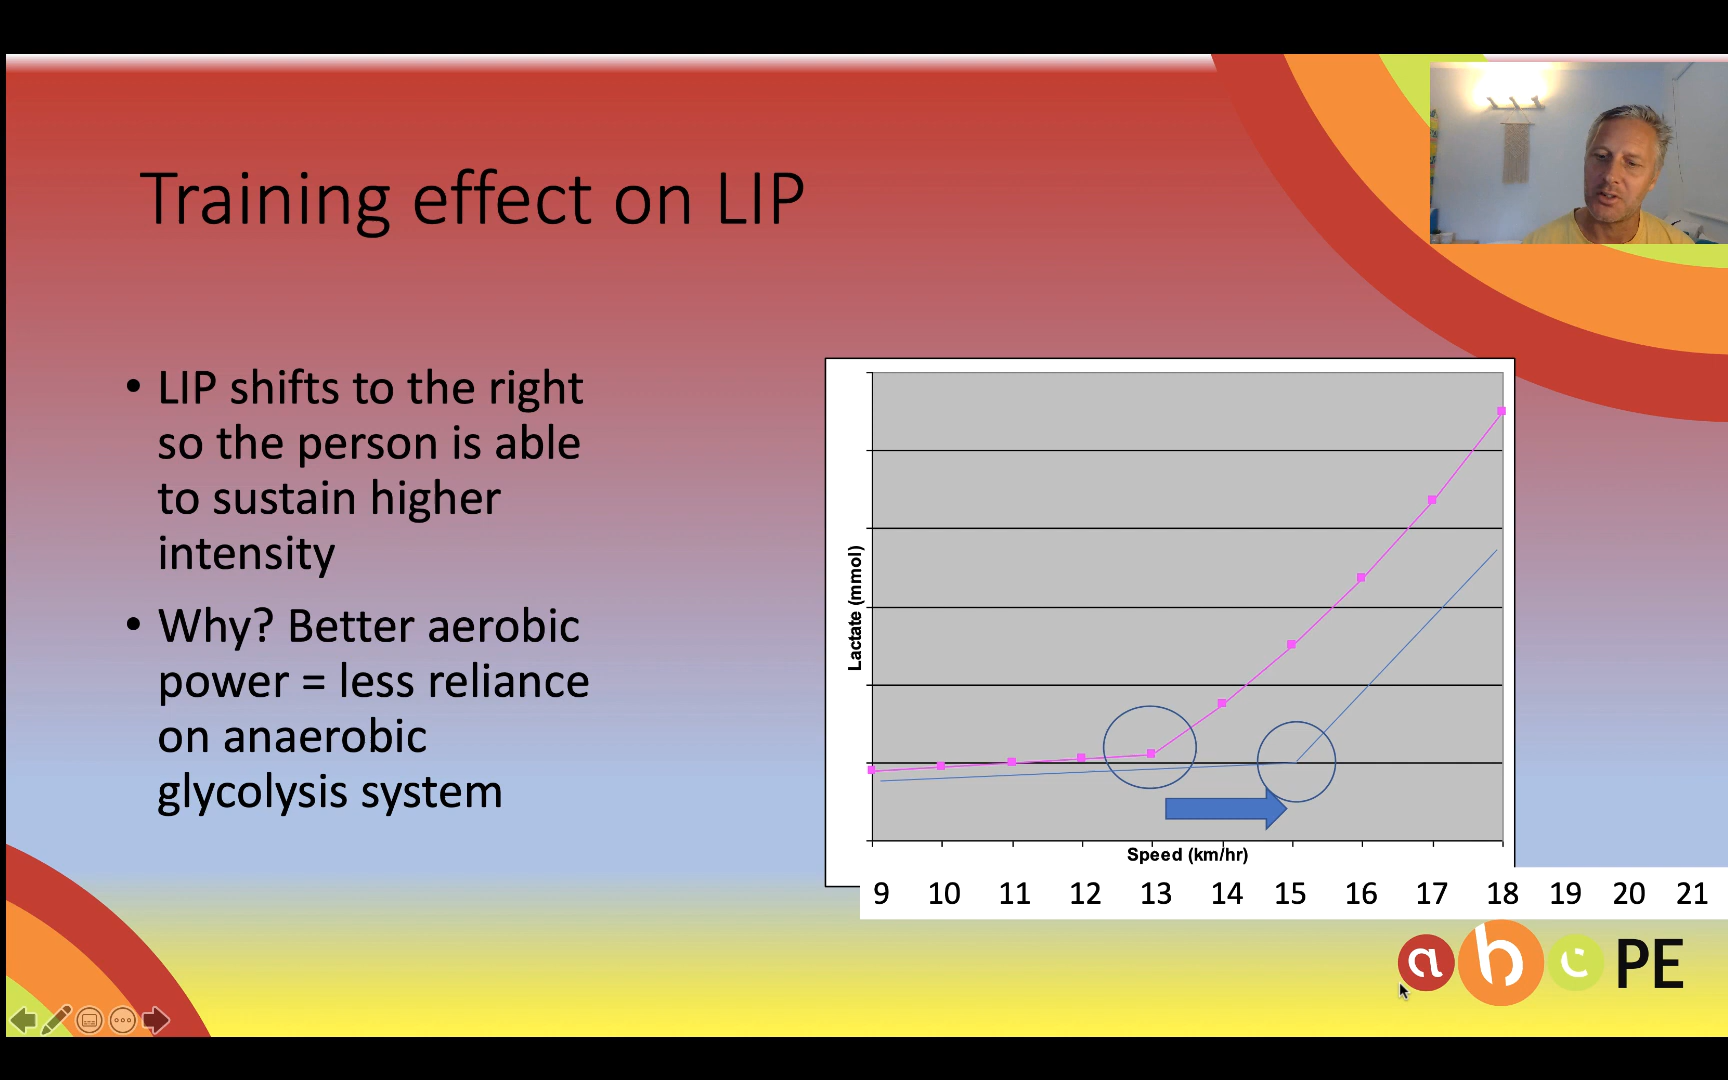 Training effect on LIP
• LIP shifts to the right
so the person is able
to sustain higher
intensity
• Why? Better aerobic
power = less reliance
on anaerobic
glycolysis system
Lactate (mmol)
Speed (km/hr)
9 10 11 12 13 14 15 16 17 18 19 20 21
a b c PE